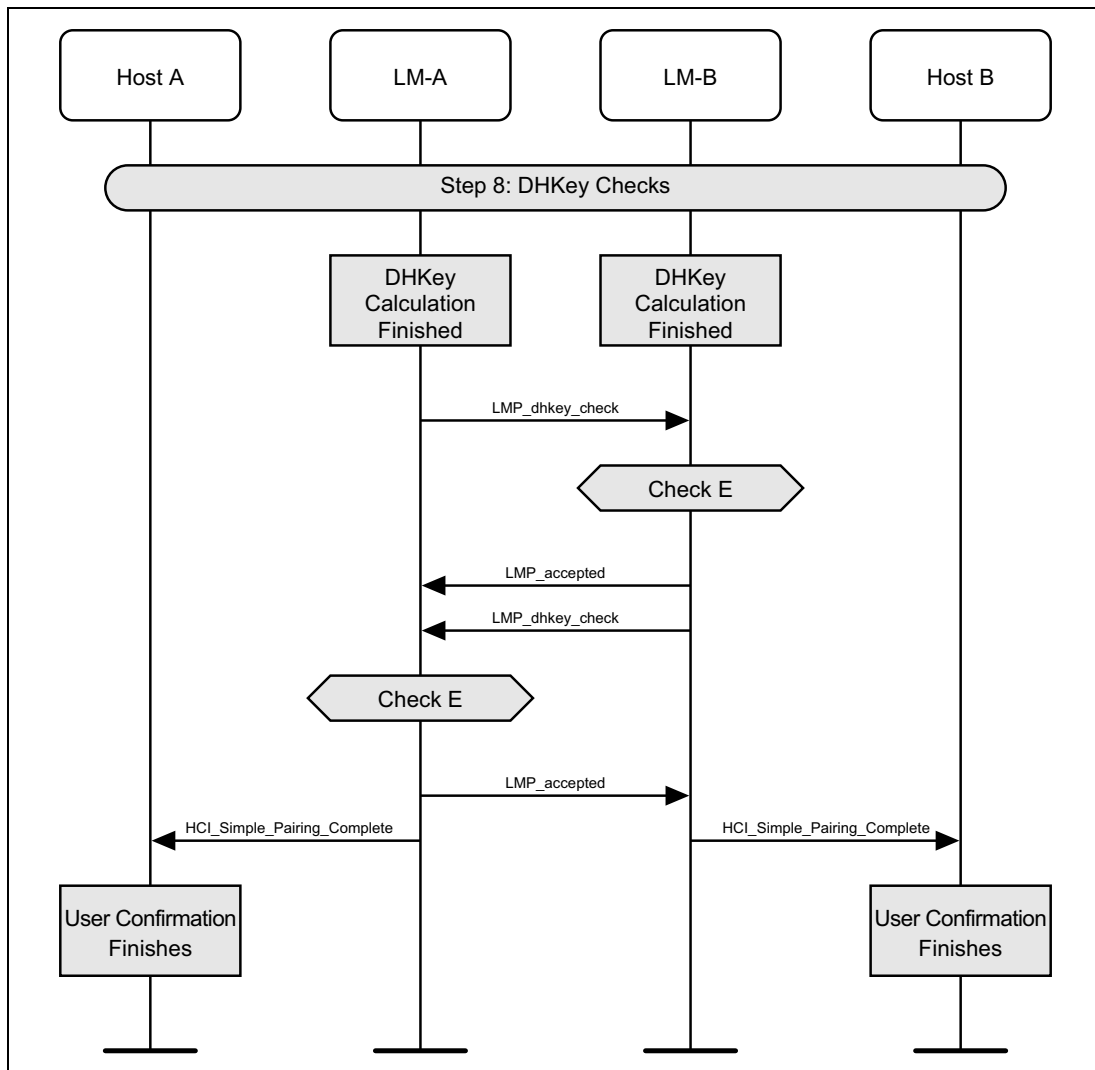 Host A
LM-A
LM-B
Host B
Step 8: DHKey Checks
DHKey
Calculation
Finished
DHKey
Calculation
Finished
LMP_dhkey_check
Check E
LMP_accepted
LMP_dhkey_check
Check E
LMP_accepted
HCI_Simple_Pairing_Complete
HCI_Simple_Pairing_Complete
User Confirmation
Finishes
User Confirmation
Finishes